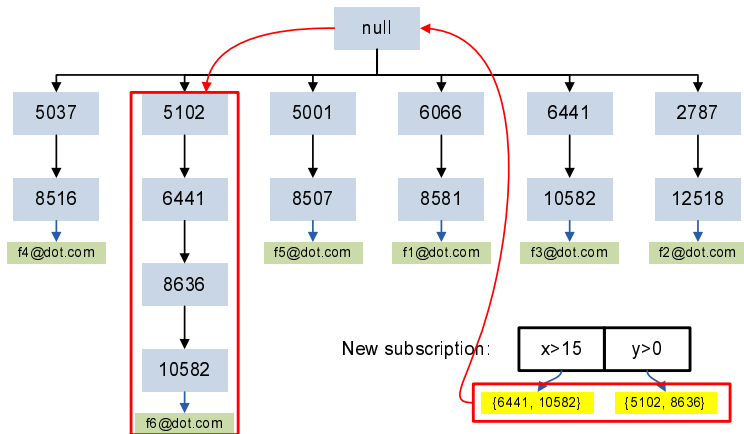 null
5037 5102 5001 6066 6441 2787
8516 6441 8507 8581 10582 12518
f4@dot.com f5@dot.com f1@dot.com f3@dot.com f2@dot.com
8636
New subscription: x>15 y>0
10582
{6441, 10582} {5102, 8636}
f6@dot.com